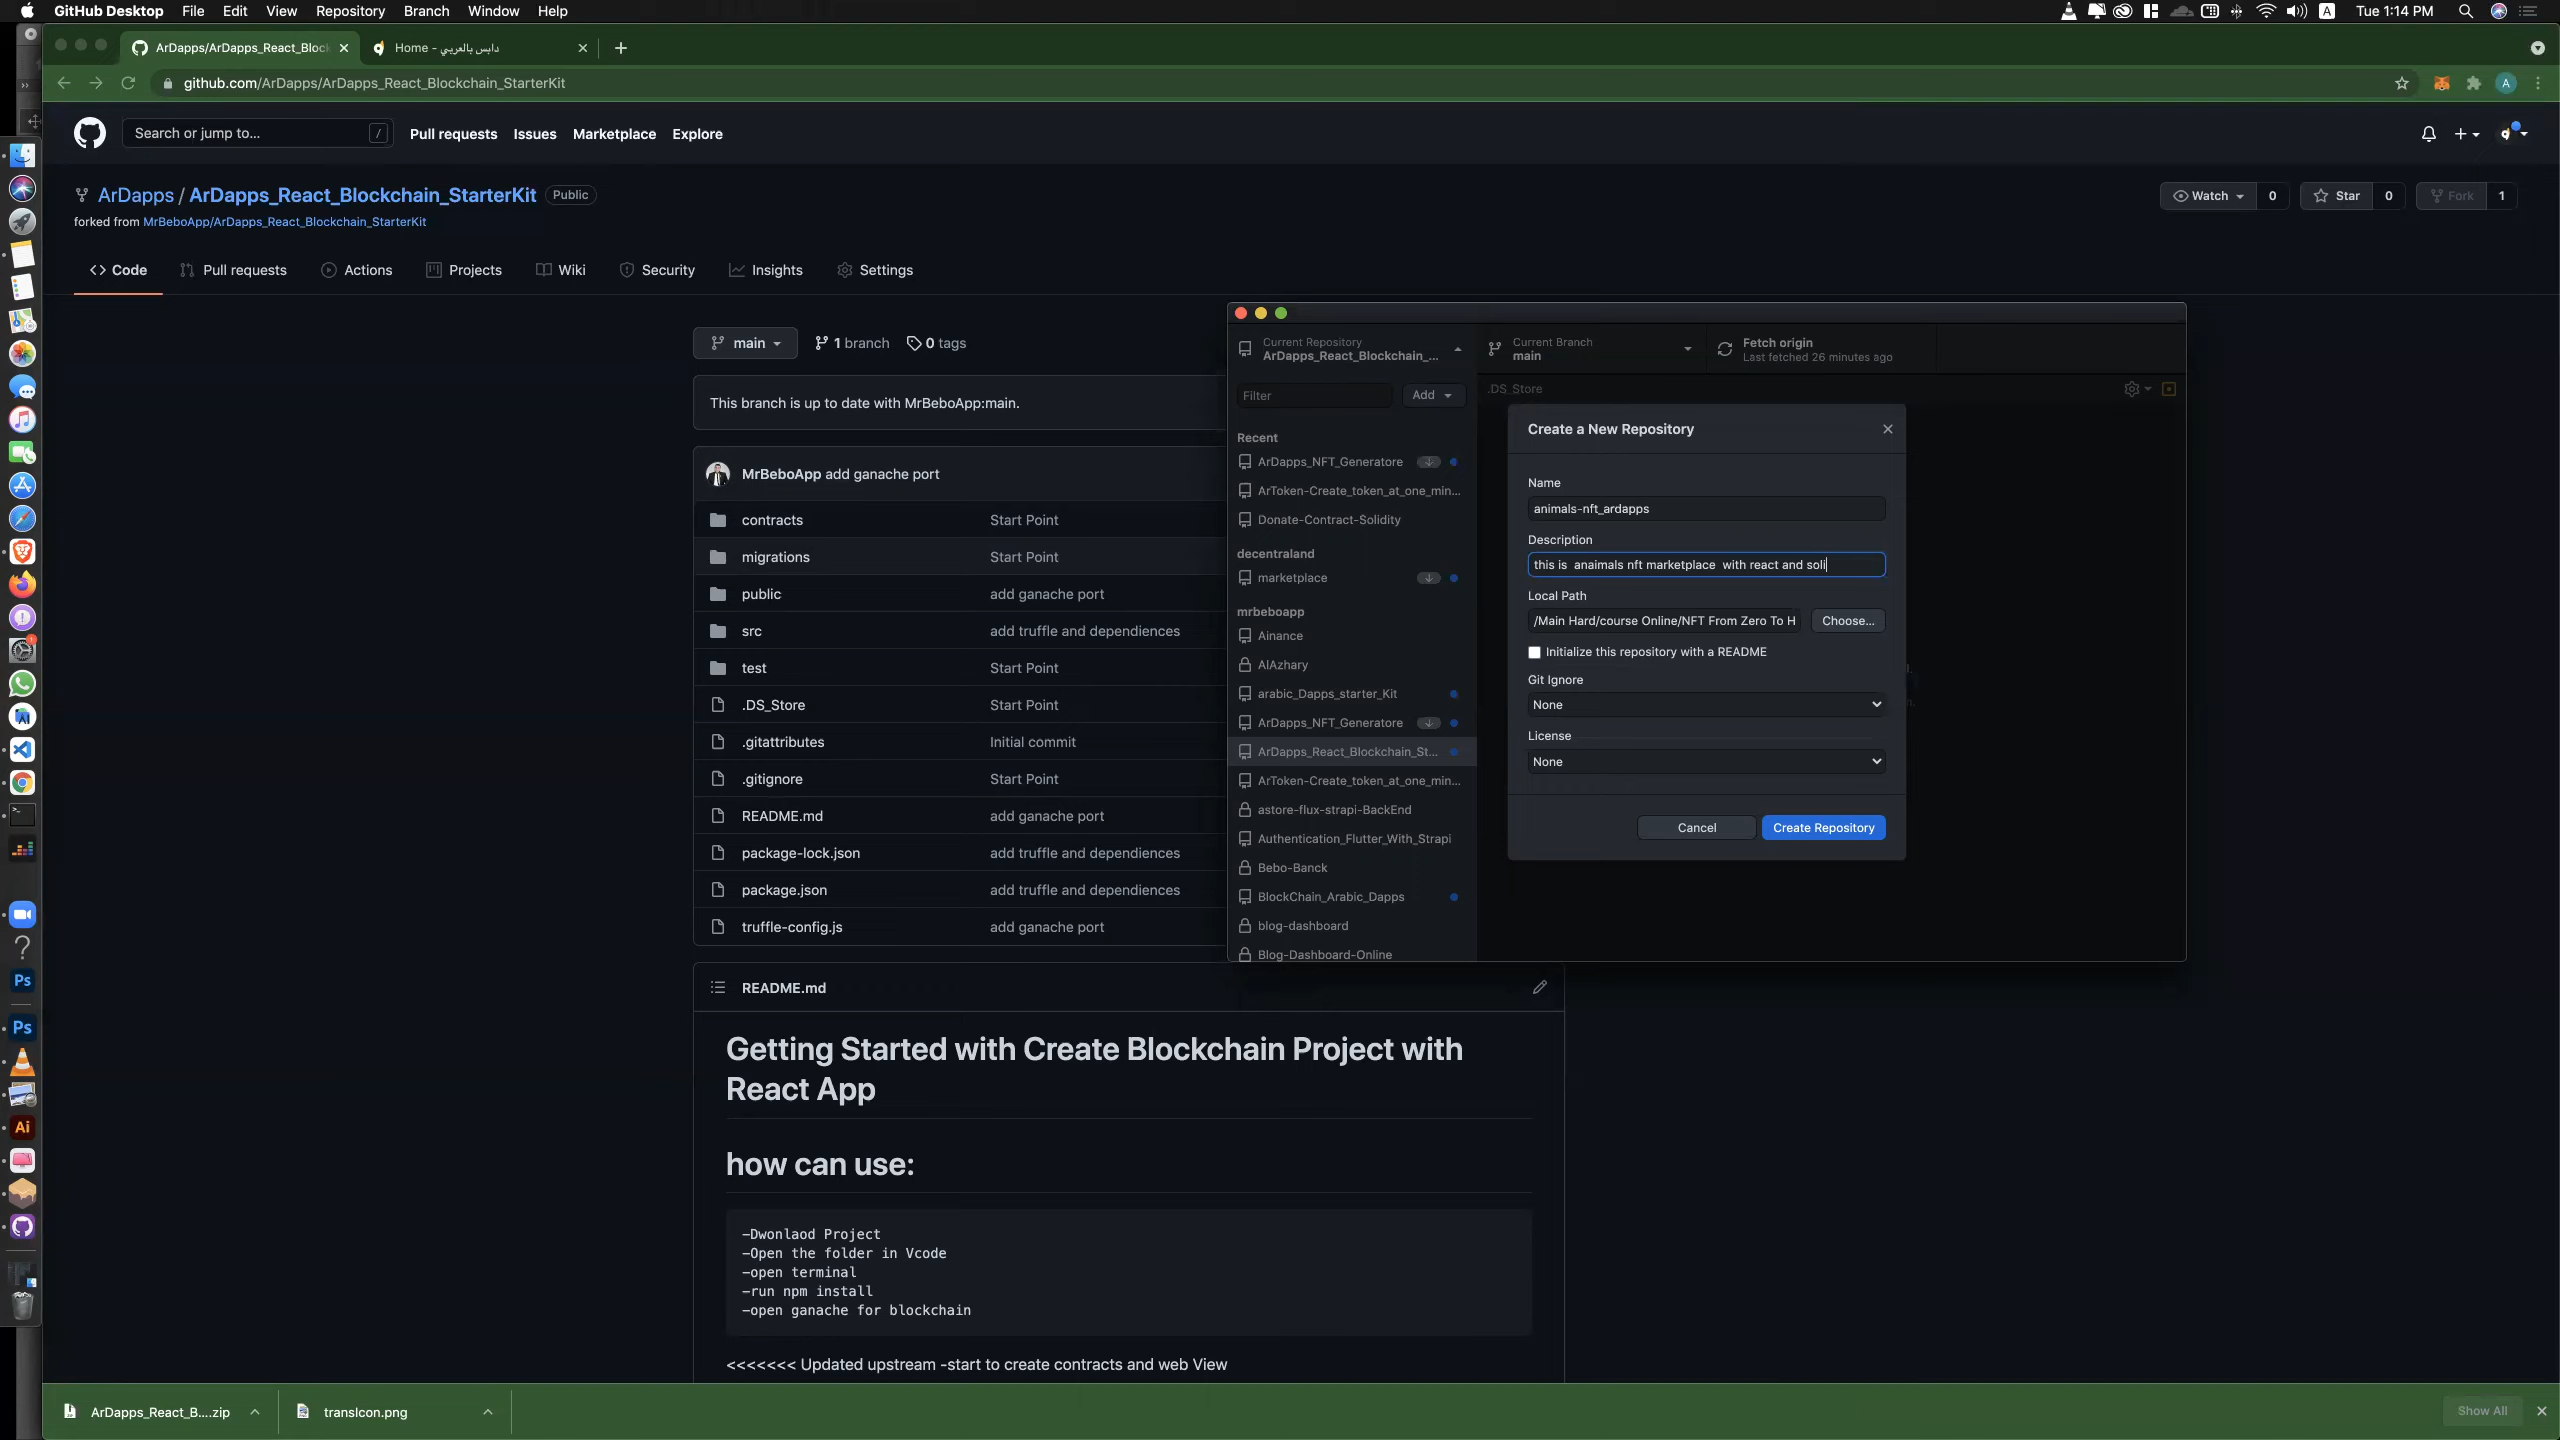 GitHub Desktop File Edit View Repository Branch Window Help
A Tue 1:14 PM
ArDapps/ArDapps_React_Block
Home - دابس بالعربي
github.com/ArDapps/ArDapps_React_Blockchain_StarterKit
A
Search or jump to... /
Pull requests Issues Marketplace Explore
ArDapps / ArDapps_React_Blockchain_StarterKit Public
forked from MrBeboApp/ArDapps_React_Blockchain_StarterKit
Watch 0 Star 0 Fork 1
Code Pull requests Actions Projects Wiki Security Insights Settings
main 1 branch 0 tags
This branch is up to date with MrBeboApp:main.
MrBeboApp add ganache port
contracts Start Point
migrations Start Point
public add ganache port
src add truffle and dependiences
test Start Point
.DS_Store Start Point
.gitattributes Initial commit
.gitignore Start Point
README.md add ganache port
package-lock.json add truffle and dependiences
package.json add truffle and dependiences
truffle-config.js add ganache port
README.md
Getting Started with Create Blockchain Project with
React App
how can use:
-Dwonlaod Project
-Open the folder in Vcode
-open terminal
-run npm install
-open ganache for blockchain
<<<<<<< Updated upstream -start to create contracts and web View
Current Repository
ArDapps_React_Blockchain_...
Current Branch
main
Fetch origin
Last fetched 26 minutes ago
Filter Add
.DS_Store
Recent
ArDapps_NFT_Generatore
ArToken-Create_token_at_one_min...
Donate-Contract-Solidity
decentraland
marketplace
mrbeboapp
Ainance
AlAzhary
arabic_Dapps_starter_Kit
ArDapps_NFT_Generatore
ArDapps_React_Blockchain_St...
ArToken-Create_token_at_one_min...
astore-flux-strapi-BackEnd
Authentication_Flutter_With_Strapi
Bebo-Banck
BlockChain_Arabic_Dapps
blog-dashboard
Blog-Dashboard-Online
Create a New Repository
Name
animals-nft_ardapps
Description
this is  anaimals nft marketplace  with react and soli
Local Path
/Main Hard/course Online/NFT From Zero To H Choose...
Initialize this repository with a README
Git Ignore
None
License
None
Cancel Create Repository
Ps
Ps
Ai
ArDapps_React_B....zip
transIcon.png
Show All